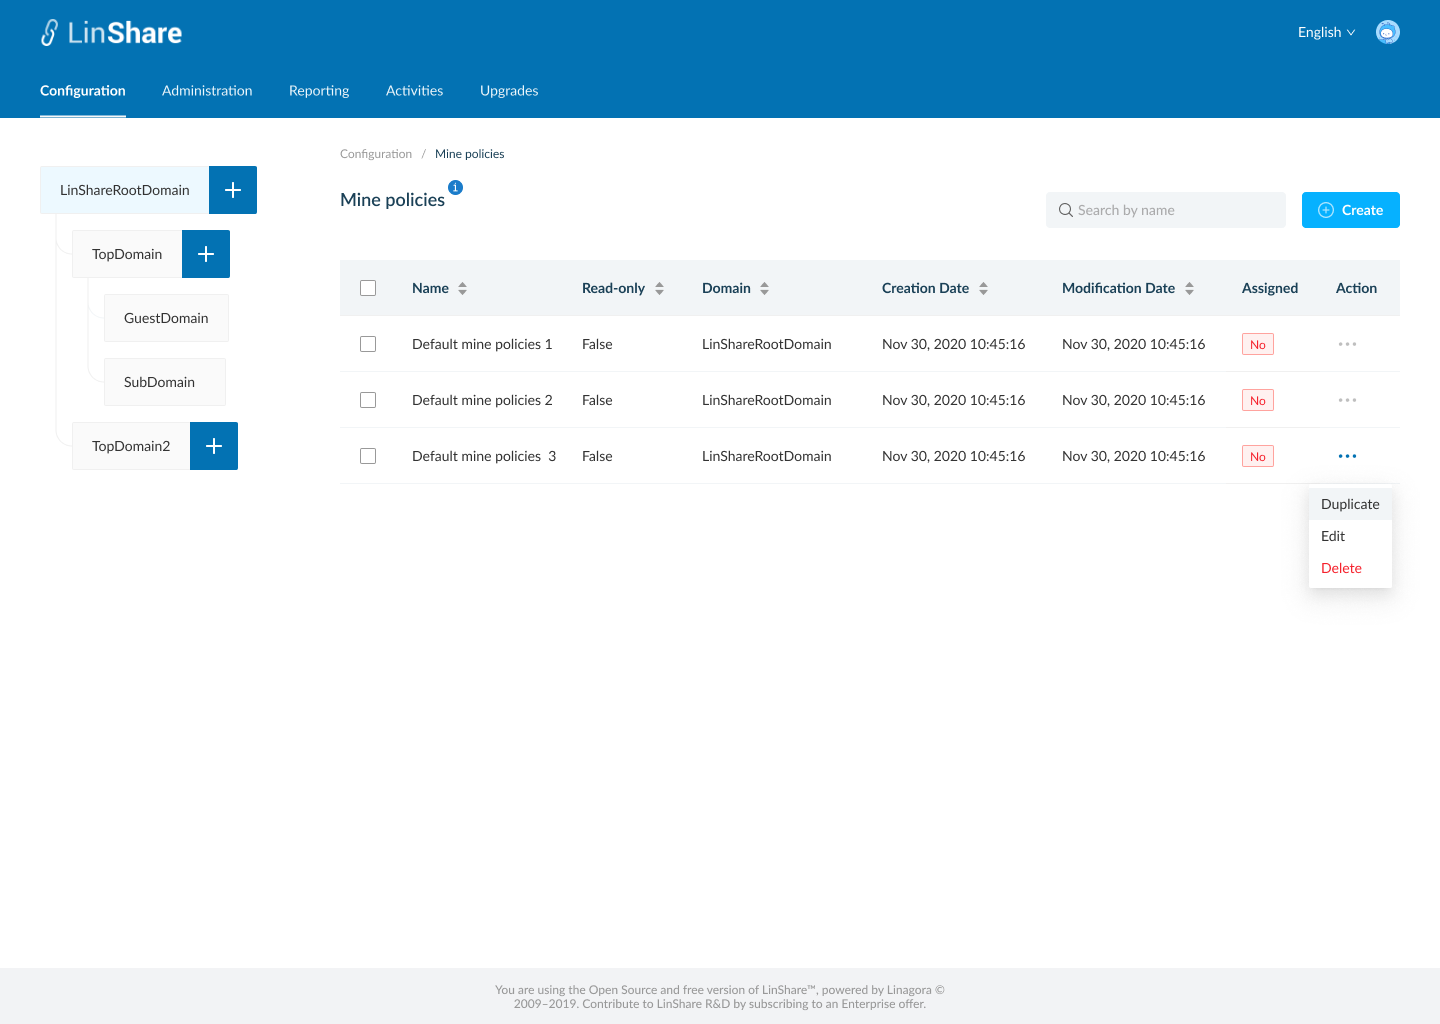 LinShare
English
Configuration Administration Reporting Activities Upgrades
Configuration / Mine policies
Mine policies i
Search by name
Create
LinShareRootDomain
TopDomain
GuestDomain
SubDomain
TopDomain2
Name Read-only Domain Creation Date Modification Date Assigned Action
Default mine policies 1 False LinShareRootDomain Nov 30, 2020 10:45:16 Nov 30, 2020 10:45:16 No
Default mine policies 2 False LinShareRootDomain Nov 30, 2020 10:45:16 Nov 30, 2020 10:45:16 No
Default mine policies  3 False LinShareRootDomain Nov 30, 2020 10:45:16 Nov 30, 2020 10:45:16 No
Duplicate
Edit
Delete
You are using the Open Source and free version of LinShare™, powered by Linagora ©
2009–2019. Contribute to LinShare R&D by subscribing to an Enterprise offer.